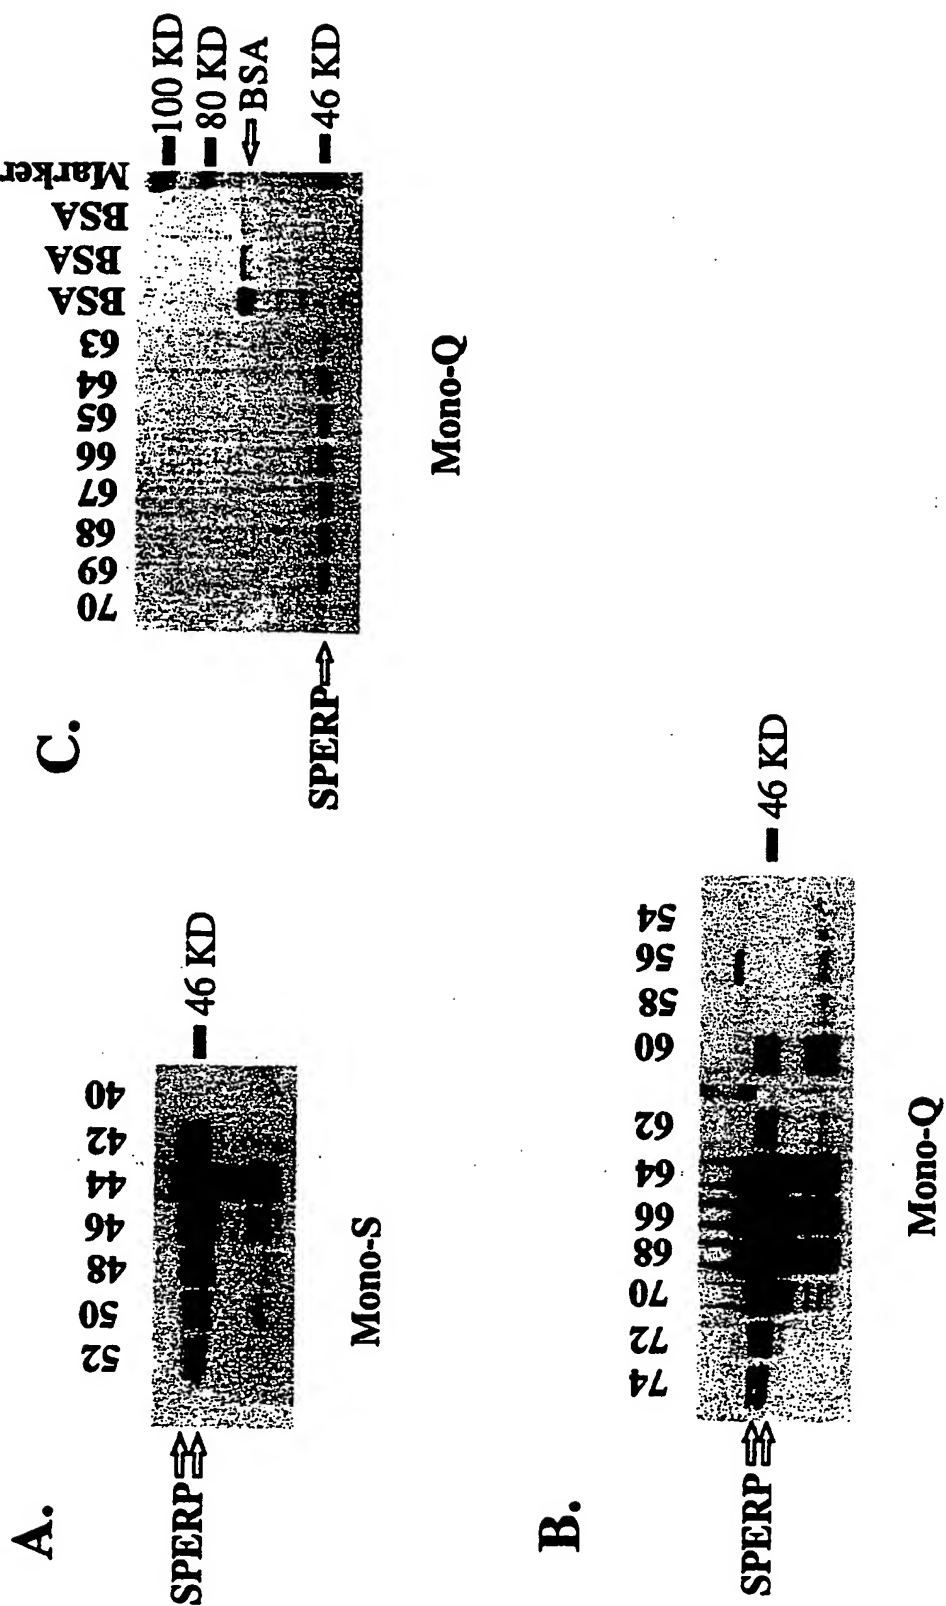 A.
52 50 48 46 44 42 40
SPERP
46 KD
Mono-S
B.
74 72 70 68 66 64 62 60 58 56 54
SPERP
46 KD
Mono-Q
C.
70 69 68 67 66 65 64 63 BSA BSA BSA Marker
100 KD
80 KD
BSA
46 KD
SPERP
Mono-Q